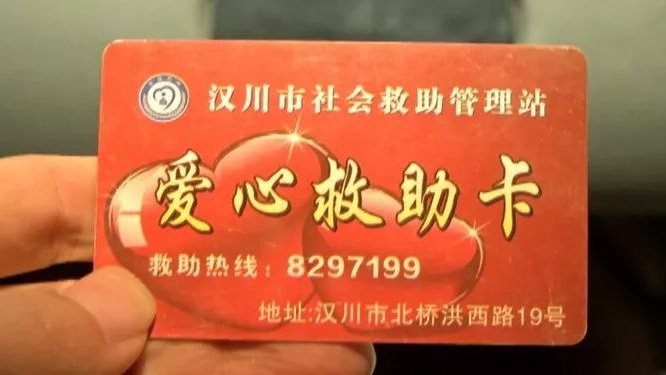 汉川市社会救助管理站
爱心救助卡
救助热线：8297199
地址:汉川市北桥洪西路19号